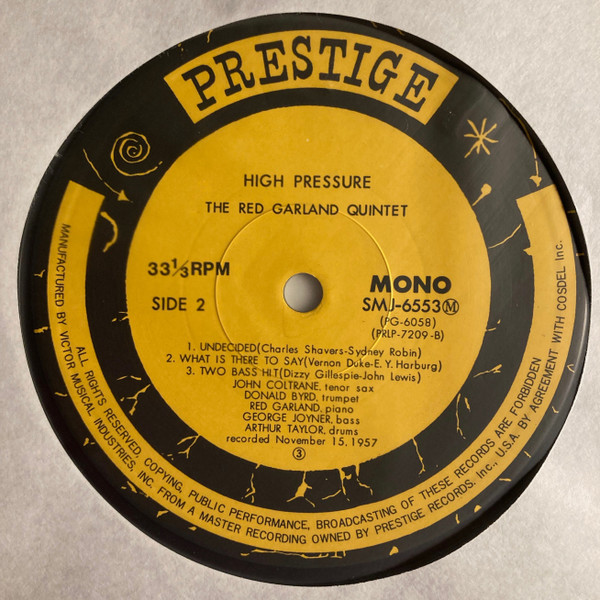 PRESTIGE
HIGH PRESSURE
THE RED GARLAND QUINTET
33⅓RPM
SIDE 2
MONO
SMJ-6553Ⓜ
(PG-6058)
(PRLP-7209-B)
1. UNDECIDED(Charles Shavers-Sydney Robin)
2. WHAT IS THERE TO SAY(Vernon Duke-E.Y. Harburg)
3. TWO BASS HIT(Dizzy Gillespie-John Lewis)
JOHN COLTRANE, tenor sax
DONALD BYRD, trumpet
RED GARLAND, piano
GEORGE JOYNER, bass
ARTHUR TAYLOR, drums
recorded November 15, 1957
③
ALL RIGHTS RESERVED, COPYING, PUBLIC PERFORMANCE, BROADCASTING OF THESE RECORDS ARE FORBIDDEN
MANUFACTURED BY VICTOR MUSICAL INDUSTRIES, INC. FROM A MASTER RECORDING OWNED BY PRESTIGE RECORDS. Inc., U.S.A. BY AGREEMENT WITH COSDEL Inc.